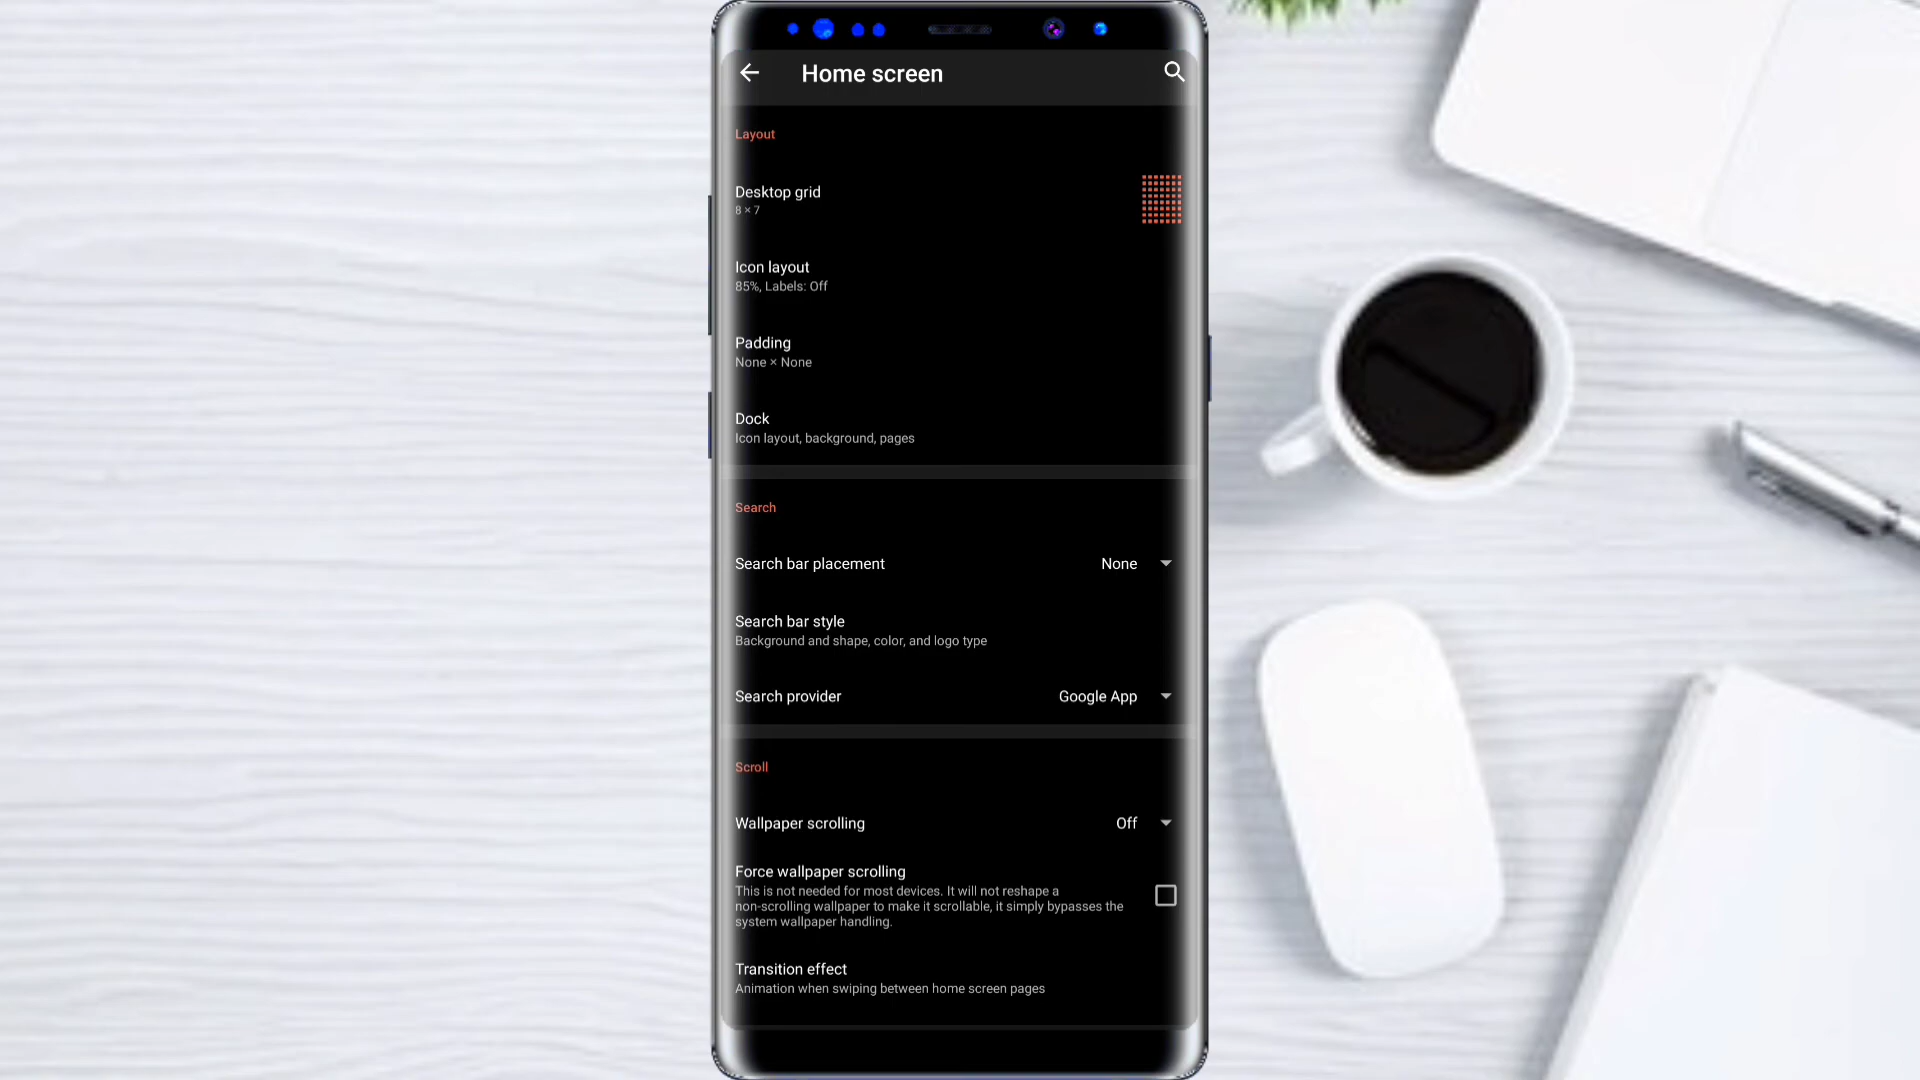 Home screen
Layout
Desktop grid
8 × 7
Icon layout
85%, Labels: Off
Padding
None × None
Dock
Icon layout, background, pages
Search
Search bar placement None
Search bar style
Background and shape, color, and logo type
Search provider Google App
Scroll
Wallpaper scrolling Off
Force wallpaper scrolling
This is not needed for most devices. It will not reshape a
non-scrolling wallpaper to make it scrollable, it simply bypasses the
system wallpaper handling.
Transition effect
Animation when swiping between home screen pages